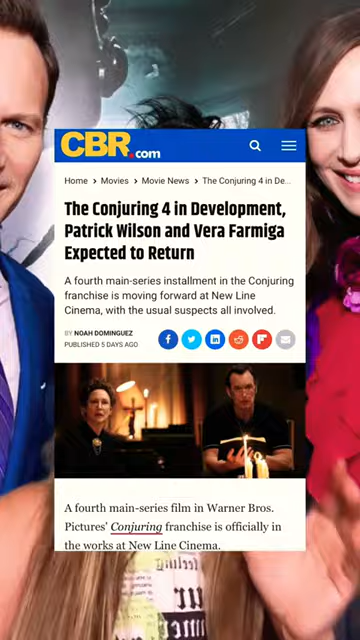 CBR.com
Home > Movies > Movie News > The Conjuring 4 in De...
The Conjuring 4 in Development,
Patrick Wilson and Vera Farmiga
Expected to Return
A fourth main-series installment in the Conjuring
franchise is moving forward at New Line
Cinema, with the usual suspects all involved.
BY NOAH DOMINGUEZ
PUBLISHED 5 DAYS AGO
A fourth main-series film in Warner Bros.
Pictures' Conjuring franchise is officially in
the works at New Line Cinema.